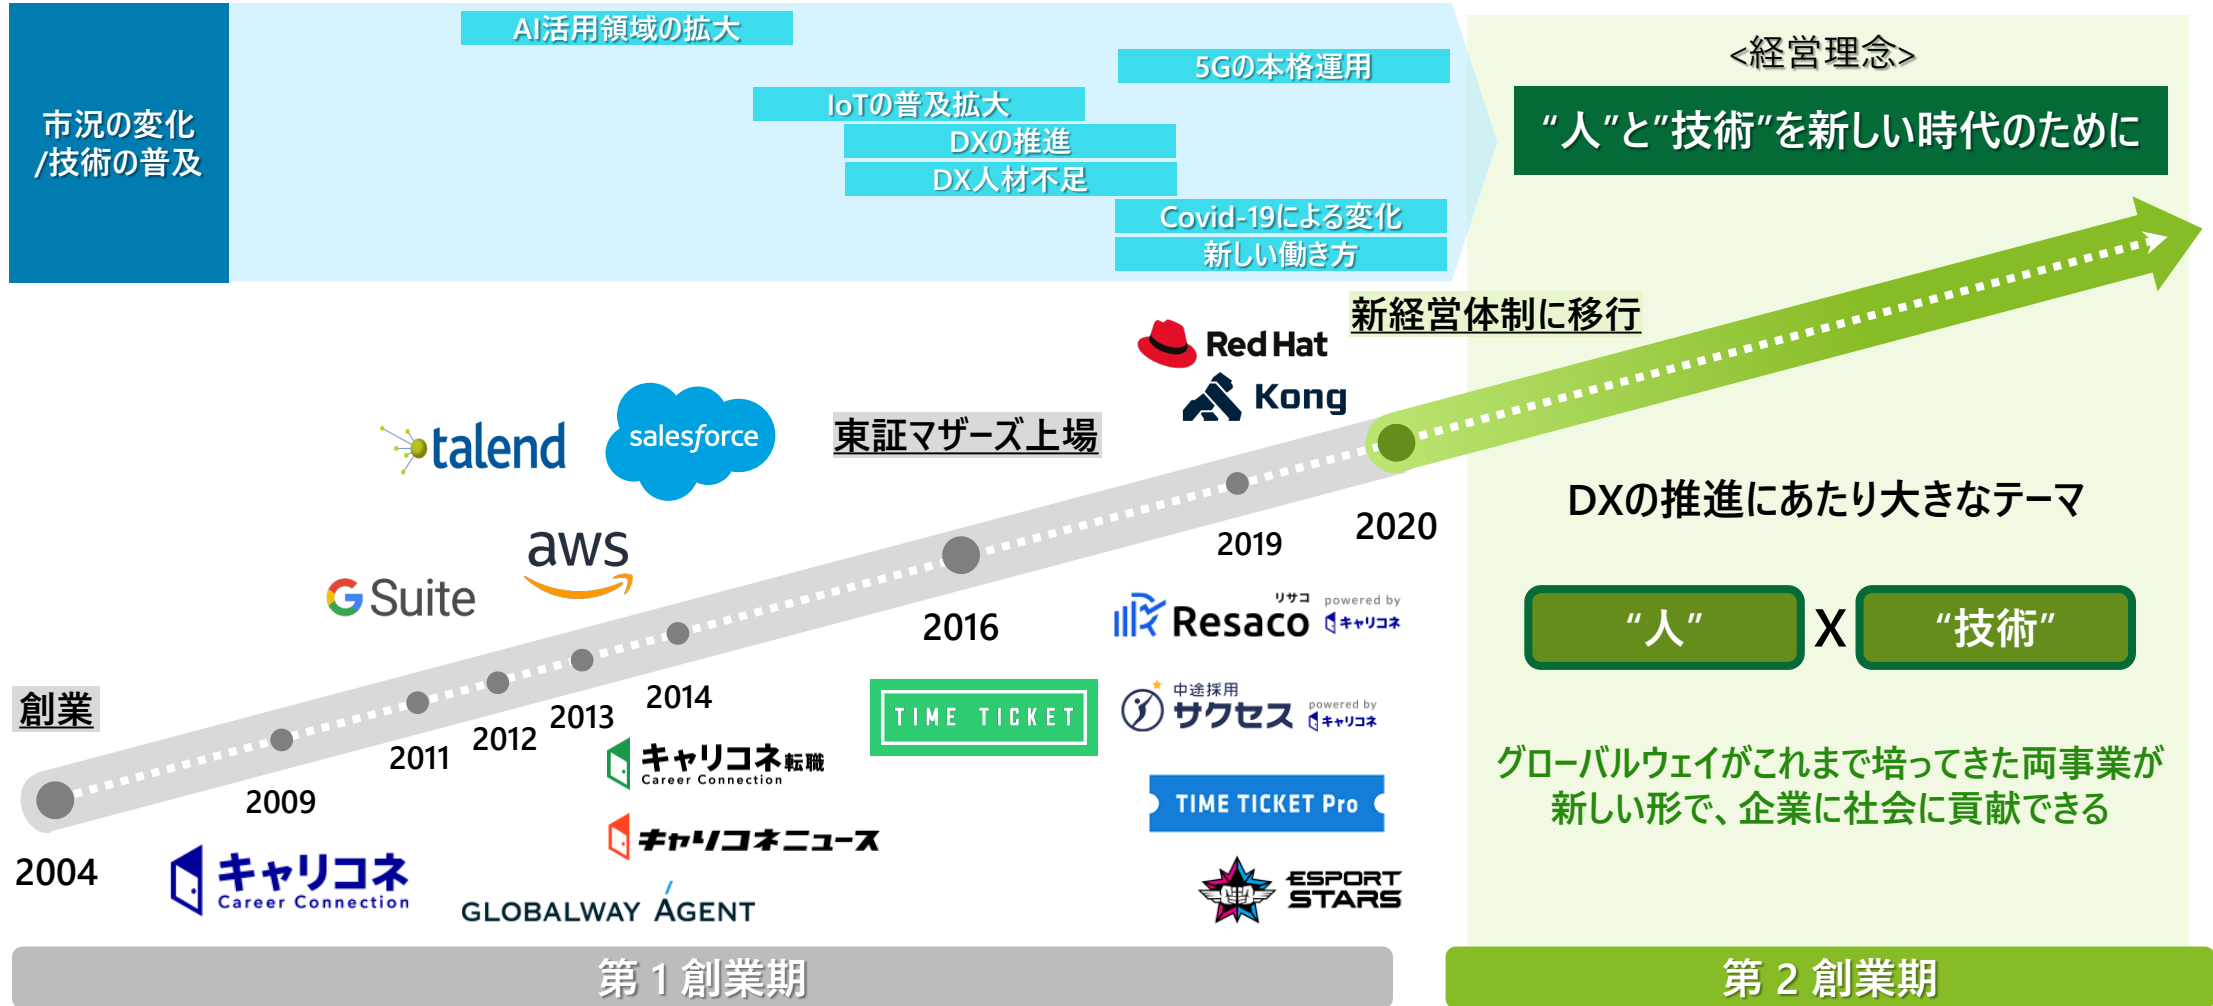 市況の変化
/技術の普及
AI活用領域の拡大
5Gの本格運用
IoTの普及拡大
DXの推進
DX人材不足
Covid-19による変化
新しい働き方
<経営理念>
“人”と”技術”を新しい時代のために
新経営体制に移行
Red Hat
Kong
talend
salesforce
東証マザーズ上場
aws
G Suite
創業
2004
2009
2011
2012
2013
2014
2016
2019
2020
キャリコネ
Career Connection
キャリコネ転職
Career Connection
キャリコネニュース
GLOBALWAY AGENT
TIME TICKET
リサコ
Resaco
powered by
キャリコネ
中途採用
サクセス
powered by
キャリコネ
TIME TICKET Pro
ESPORT
STARS
DXの推進にあたり大きなテーマ
“人” X “技術”
グローバルウェイがこれまで培ってきた両事業が
新しい形で、企業に社会に貢献できる
第 1 創業期
第 2 創業期